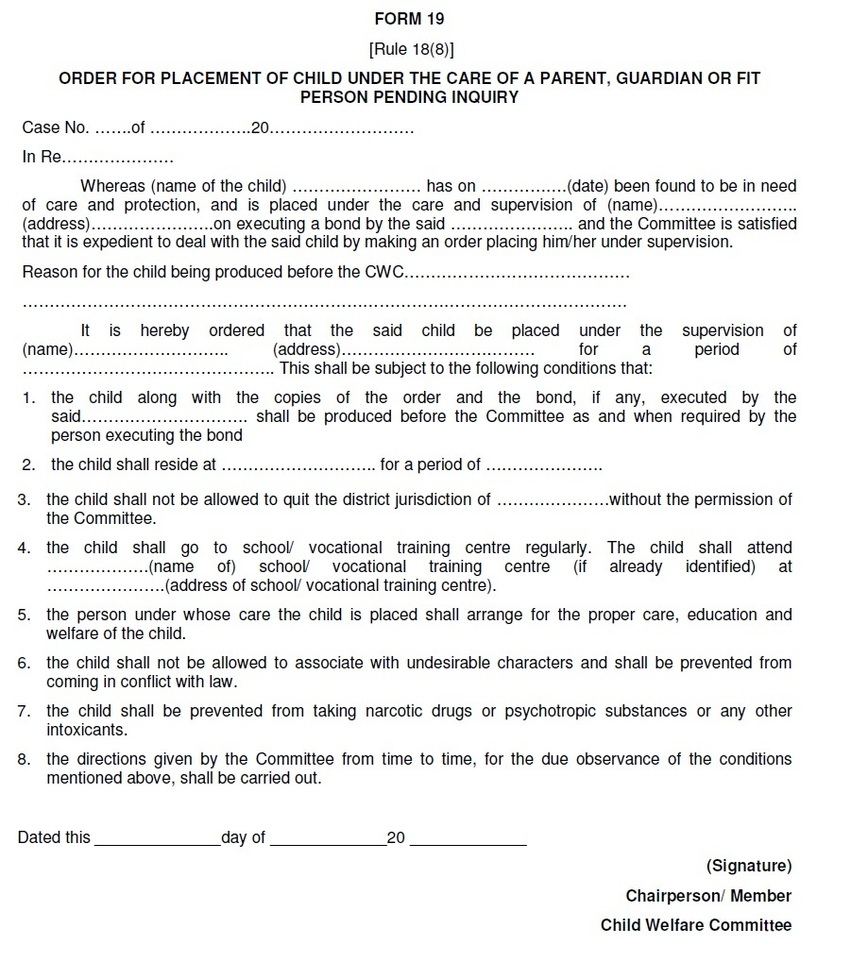 FORM 19
[Rule 18(8)]
ORDER FOR PLACEMENT OF CHILD UNDER THE CARE OF A PARENT, GUARDIAN OR FIT
PERSON PENDING INQUIRY
Case No. …….of ……………….20………………………
In Re…………………
Whereas (name of the child) …………………… has on …………….(date) been found to be in need
of care and protection, and is placed under the care and supervision of (name)……………………..
(address)…………………..on executing a bond by the said ………………….. and the Committee is satisfied
that it is expedient to deal with the said child by making an order placing him/her under supervision.
Reason for the child being produced before the CWC……………………………………
……………………………………………………………………………………………………
It is hereby ordered that the said child be placed under the supervision of
(name)……………………….. (address)……………………………… for a period of
………………………………………. This shall be subject to the following conditions that:
1. the child along with the copies of the order and the bond, if any, executed by the
said…………………………. shall be produced before the Committee as and when required by the
person executing the bond
2. the child shall reside at ……………………….. for a period of ………………….
3. the child shall not be allowed to quit the district jurisdiction of …………………without the permission of
the Committee.
4. the child shall go to school/ vocational training centre regularly. The child shall attend
……………….(name of) school/ vocational training centre (if already identified) at
………………….(address of school/ vocational training centre).
5. the person under whose care the child is placed shall arrange for the proper care, education and
welfare of the child.
6. the child shall not be allowed to associate with undesirable characters and shall be prevented from
coming in conflict with law.
7. the child shall be prevented from taking narcotic drugs or psychotropic substances or any other
intoxicants.
8. the directions given by the Committee from time to time, for the due observance of the conditions
mentioned above, shall be carried out.
Dated this ______________day of _____________20 _____________
(Signature)
Chairperson/ Member
Child Welfare Committee